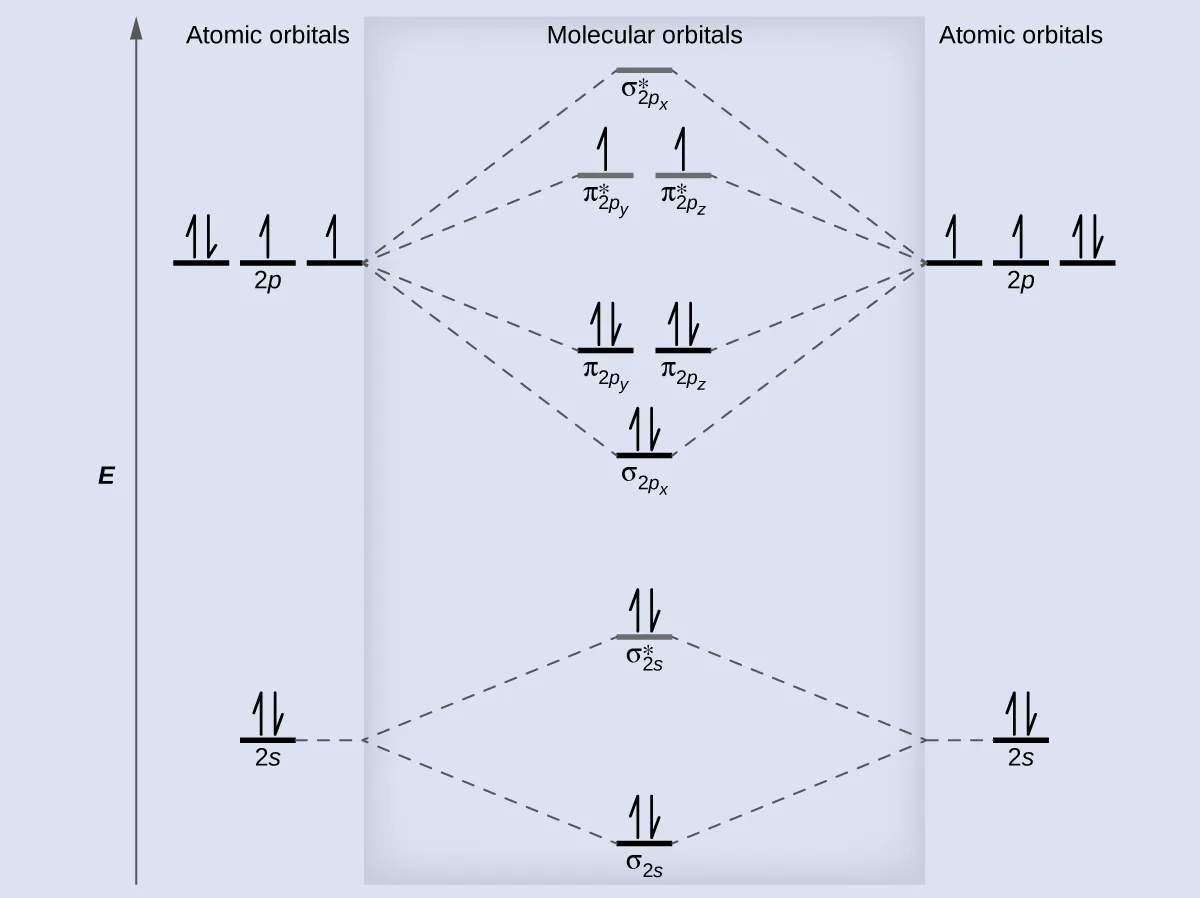 Atomic orbitals
Molecular orbitals
Atomic orbitals
σ*2px
π*2py
π*2pz
2p
2p
π2py
π2pz
σ2px
E
σ*2s
2s
2s
σ2s